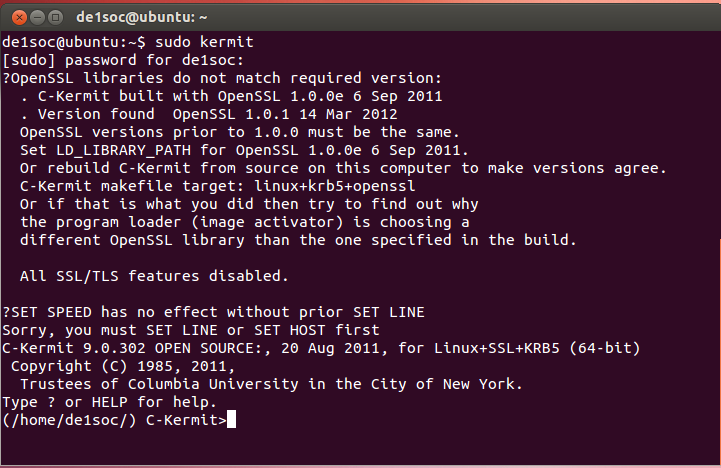 de1soc@ubuntu: ~
de1soc@ubuntu:~$ sudo kermit
[sudo] password for de1soc:
?OpenSSL libraries do not match required version:
  . C-Kermit built with OpenSSL 1.0.0e 6 Sep 2011
  . Version found  OpenSSL 1.0.1 14 Mar 2012
  OpenSSL versions prior to 1.0.0 must be the same.
  Set LD_LIBRARY_PATH for OpenSSL 1.0.0e 6 Sep 2011.
  Or rebuild C-Kermit from source on this computer to make versions agree.
  C-Kermit makefile target: linux+krb5+openssl
  Or if that is what you did then try to find out why
  the program loader (image activator) is choosing a
  different OpenSSL library than the one specified in the build.
  All SSL/TLS features disabled.
?SET SPEED has no effect without prior SET LINE
Sorry, you must SET LINE or SET HOST first
C-Kermit 9.0.302 OPEN SOURCE:, 20 Aug 2011, for Linux+SSL+KRB5 (64-bit)
 Copyright (C) 1985, 2011,
  Trustees of Columbia University in the City of New York.
Type ? or HELP for help.
(/home/de1soc/) C-Kermit>